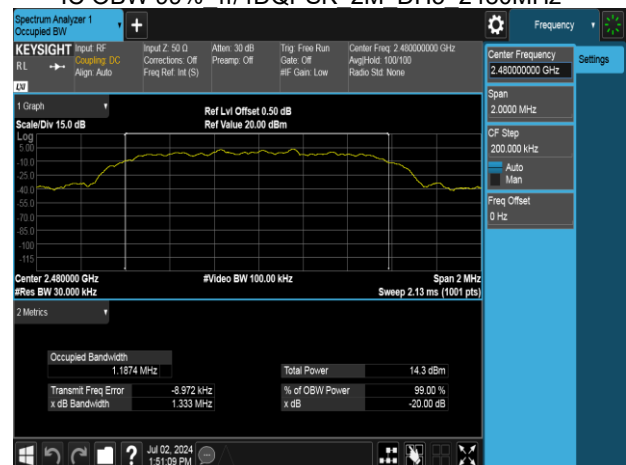 IC OBW 99%_π/4DQPSK_2M_DH5_2480MHz
Spectrum Analyzer 1
Occupied BW
Frequency
KEYSIGHT
RL
Input: RF
Coupling: DC
Align: Auto
Input Z: 50 Ω
Corrections: Off
Freq Ref: Int (S)
Atten: 30 dB
Preamp: Off
Trig: Free Run
Gate: Off
#IF Gain: Low
Center Freq: 2.480000000 GHz
Avg|Hold: 100/100
Radio Std: None
Center Frequency
2.480000000 GHz
Settings
Span
2.0000 MHz
CF Step
200.000 kHz
Auto
Man
Freq Offset
0 Hz
1 Graph
Scale/Div 15.0 dB
Ref Lvl Offset 0.50 dB
Ref Value 20.00 dBm
Log
5.00
-10.0
-25.0
-40.0
-55.0
-70.0
-85.0
-100
-115
Center 2.480000 GHz
#Res BW 30.000 kHz
#Video BW 100.00 kHz
Span 2 MHz
Sweep 2.13 ms (1001 pts)
2 Metrics
Occupied Bandwidth
1.1874 MHz
Total Power 14.3 dBm
Transmit Freq Error -8.972 kHz
% of OBW Power 99.00 %
x dB Bandwidth 1.333 MHz
x dB -20.00 dB
Jul 02, 2024
1:51:09 PM